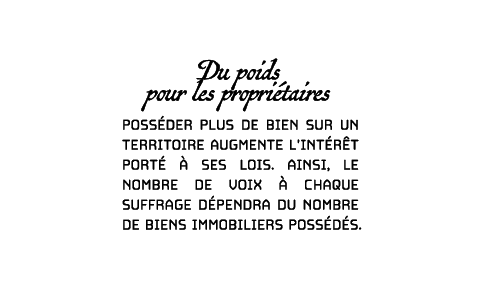 Du poids
pour les propriétaires
POSSÉDER PLUS DE BIEN SUR UN
TERRITOIRE AUGMENTE L'INTÉRÊT
PORTÉ À SES LOIS. AINSI, LE
NOMBRE DE VOIX À CHAQUE
SUFFRAGE DÉPENDRA DU NOMBRE
DE BIENS IMMOBILIERS POSSÉDÉS.